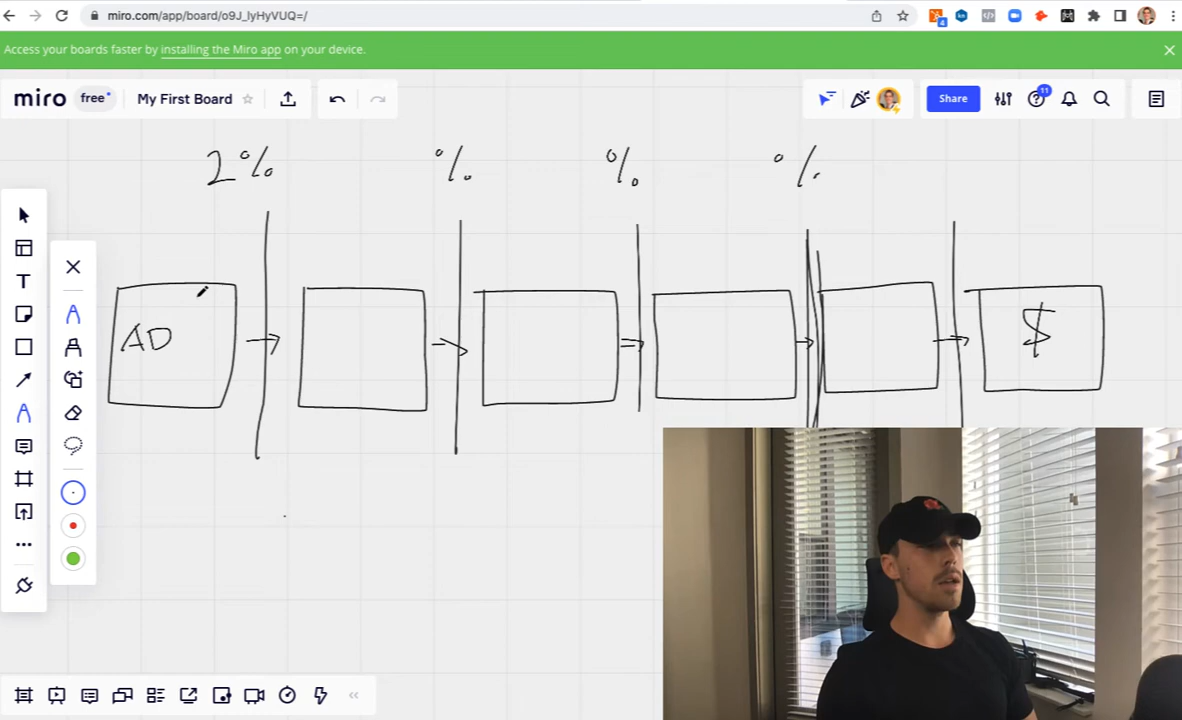 miro.com/app/board/o9J_lyHyVUQ=/
4
Access your boards faster by installing the Miro app on your device.
miro free My First Board
Share
11
2% % % %
AD
$